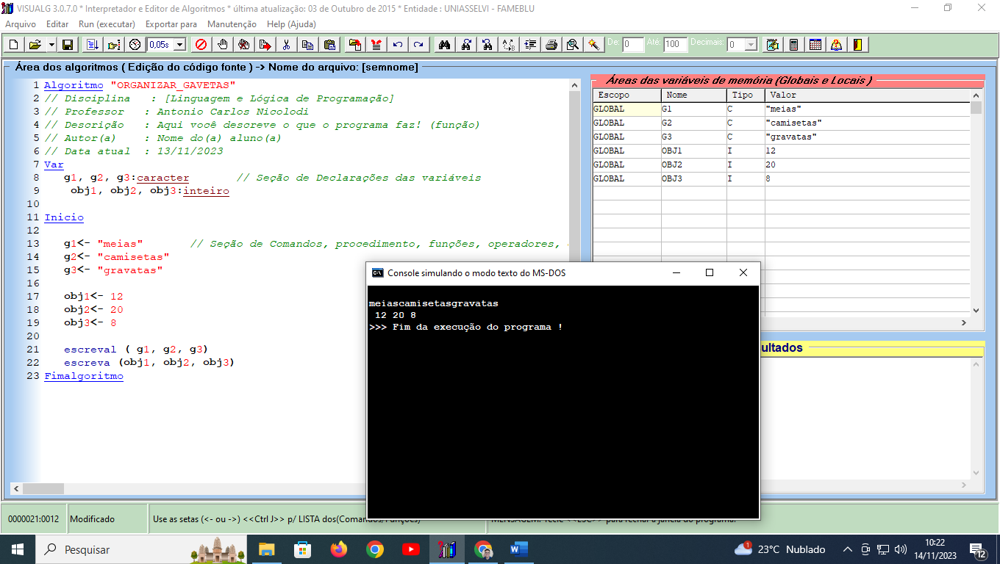 VISUALG 3.0.7.0 * Interpretador e Editor de Algoritmos * última atualização: 03 de Outubro de 2015 * Entidade : UNIASSELVI - FAMEBLU
Arquivo Editar Run (executar) Exportar para Manutenção Help (Ajuda)
0,05s De: 0 Até: 100 Decimais: 0
Área dos algoritmos ( Edição do código fonte ) -> Nome do arquivo: [semnome]
1 Algoritmo "ORGANIZAR_GAVETAS"
2 // Disciplina : [Linguagem e Lógica de Programação]
3 // Professor : Antonio Carlos Nicolodi
4 // Descrição : Aqui você descreve o que o programa faz! (função)
5 // Autor(a) : Nome do(a) aluno(a)
6 // Data atual : 13/11/2023
7 Var
8 g1, g2, g3:caracter // Seção de Declarações das variáveis
9 obj1, obj2, obj3:inteiro
10
11 Inicio
12
13 g1<- "meias" // Seção de Comandos, procedimento, funções, operadores,
14 g2<- "camisetas"
15 g3<- "gravatas"
16
17 obj1<- 12
18 obj2<- 20
19 obj3<- 8
20
21 escreval ( g1, g2, g3)
22 escreva (obj1, obj2, obj3)
23 Fimalgoritmo
Áreas das variáveis de memória (Globais e Locais )
Escopo Nome Tipo Valor
GLOBAL G1 C "meias"
GLOBAL G2 C "camisetas"
GLOBAL G3 C "gravatas"
GLOBAL OBJ1 I 12
GLOBAL OBJ2 I 20
GLOBAL OBJ3 I 8
Console simulando o modo texto do MS-DOS
meiascamisetasgravatas
12 20 8
>>> Fim da execução do programa !
ultados
0000021:0012 Modificado Use as setas (<- ou ->) <<Ctrl J>> p/ LISTA dos(Comandos/Funções)
Pesquisar
23°C Nublado
10:22
14/11/2023
1
12